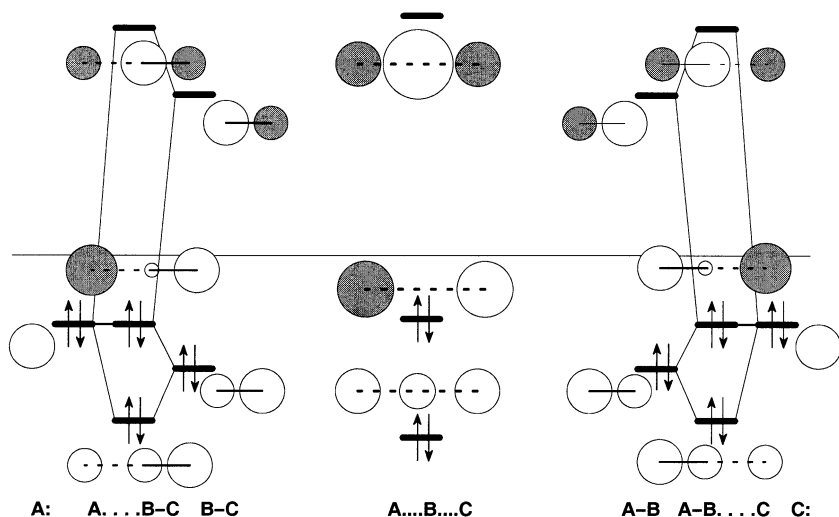 A: A. . . .B–C B–C A....B....C A–B A–B. . . .C C: